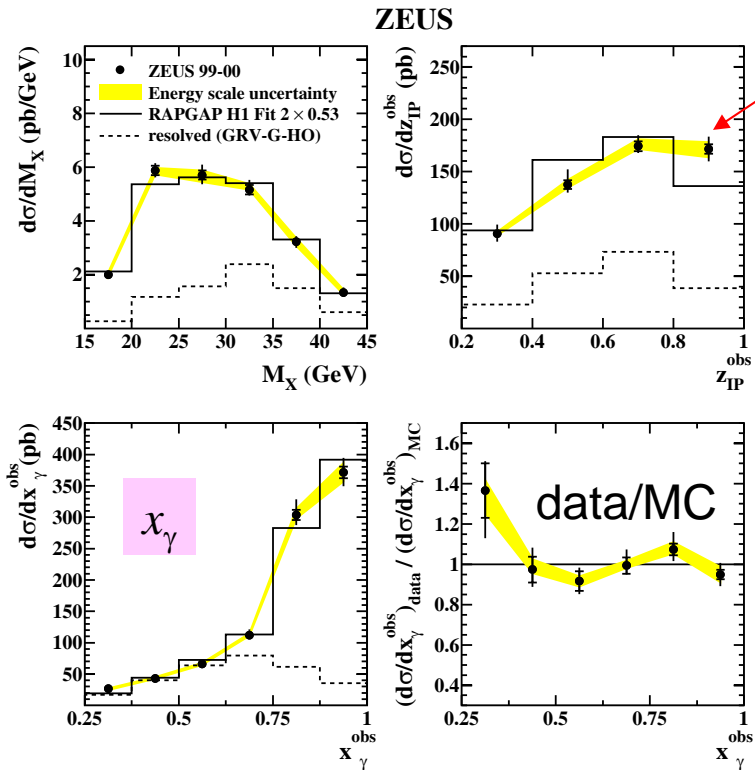 ZEUS
dσ/dM_X (pb/GeV)
10
8
6
4
2
ZEUS 99-00
Energy scale uncertainty
RAPGAP H1 Fit 2 × 0.53
resolved (GRV-G-HO)
15 20 25 30 35 40 45
M_X (GeV)
dσ/dz_IP^obs (pb)
250
200
150
100
50
0.2 0.4 0.6 0.8 1
z_IP^obs
dσ/dx_γ^obs (pb)
450
400
350
300
250
200
150
100
50
x_γ
0.25 0.5 0.75 1
x_γ^obs
(dσ/dx_γ^obs)_data / (dσ/dx_γ^obs)_MC
1.6
1.4
1.2
1
0.8
0.6
data/MC
0.25 0.5 0.75 1
x_γ^obs